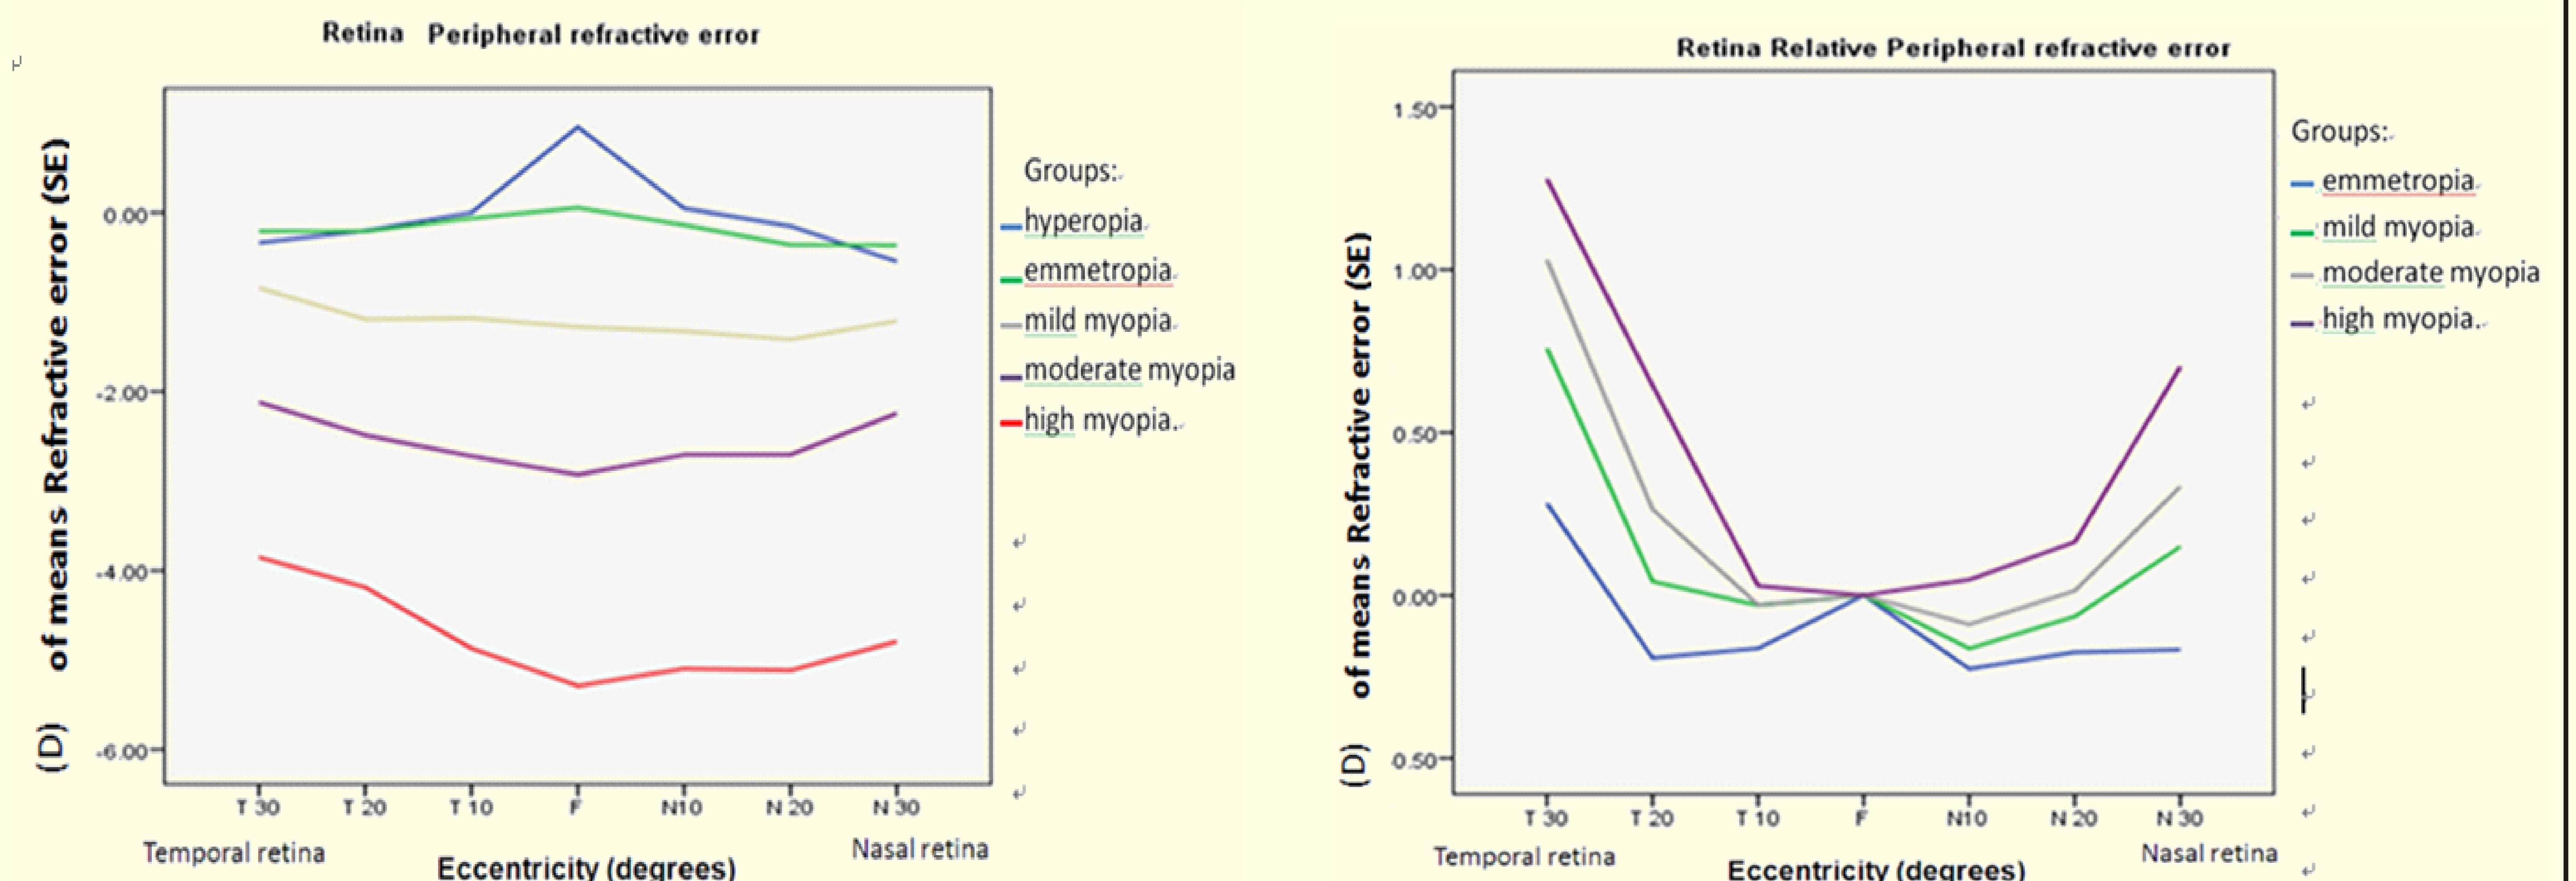 Retina Peripheral refractive error
of means Refractive error (SE)
(D)
0.00
-2.00
-4.00
-6.00
T 30
T 20
T 10
F
N10
N 20
N 30
Temporal retina
Nasal retina
Eccentricity (degrees)
Groups:
hyperopia
emmetropia
mild myopia
moderate myopia
high myopia.
Retina Relative Peripheral refractive error
of means Refractive error (SE)
(D)
1.50
1.00
0.50
0.00
0.50
T 30
T 20
T 10
F
N10
N 20
N 30
Temporal retina
Nasal retina
Eccentricity (degrees)
Groups:
emmetropia
mild myopia
moderate myopia
high myopia.